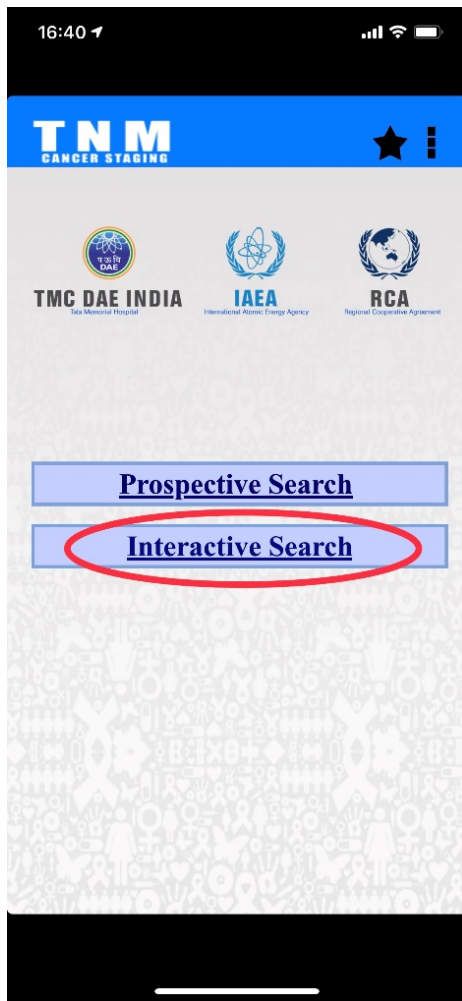 16:40
TNM
CANCER STAGING
प ऊ वि
DAE
TMC DAE INDIA
Tata Memorial Hospital
IAEA
International Atomic Energy Agency
RCA
Regional Cooperative Agreement
Prospective Search
Interactive Search